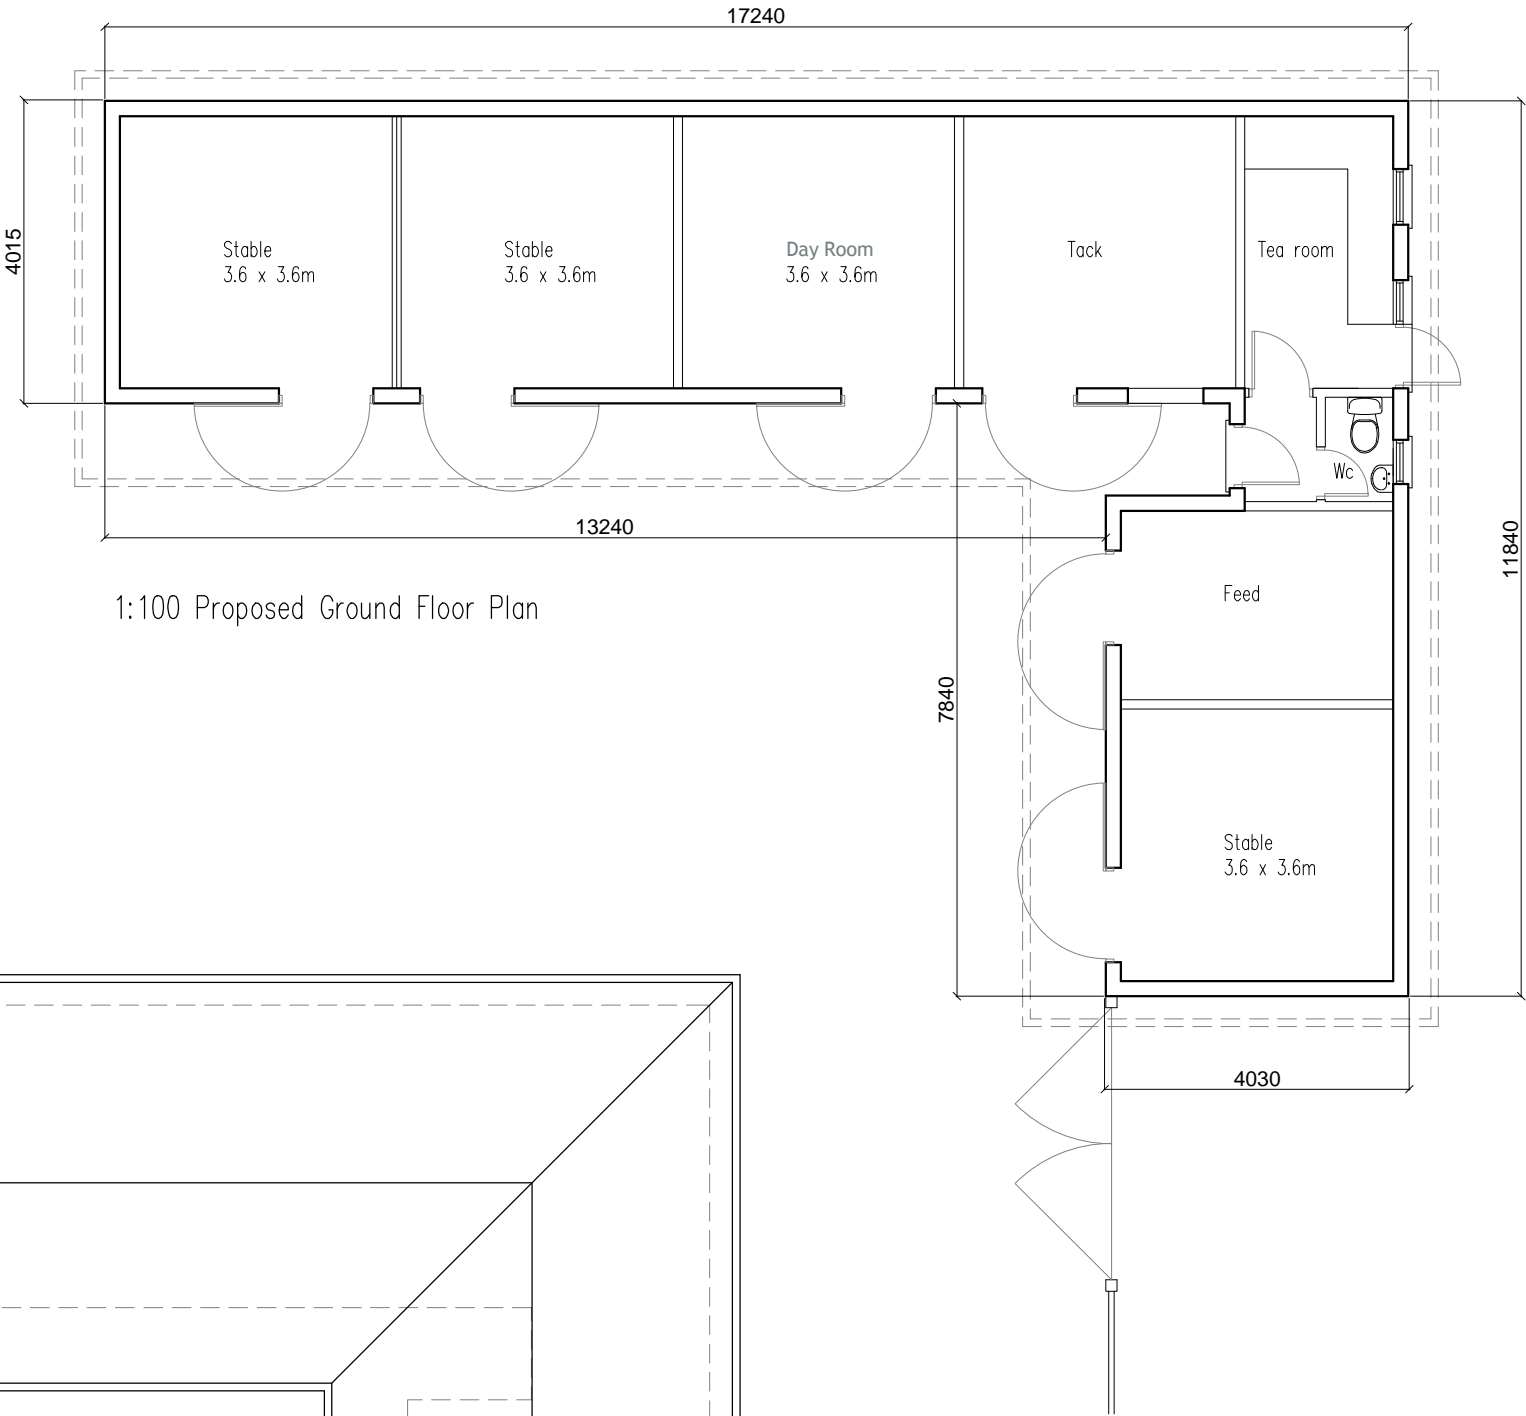 17240
4015
Stable
3.6 x 3.6m
Stable
3.6 x 3.6m
Day Room
3.6 x 3.6m
Tack
Tea room
Wc
13240
11840
1:100 Proposed Ground Floor Plan
Feed
7840
Stable
3.6 x 3.6m
4030